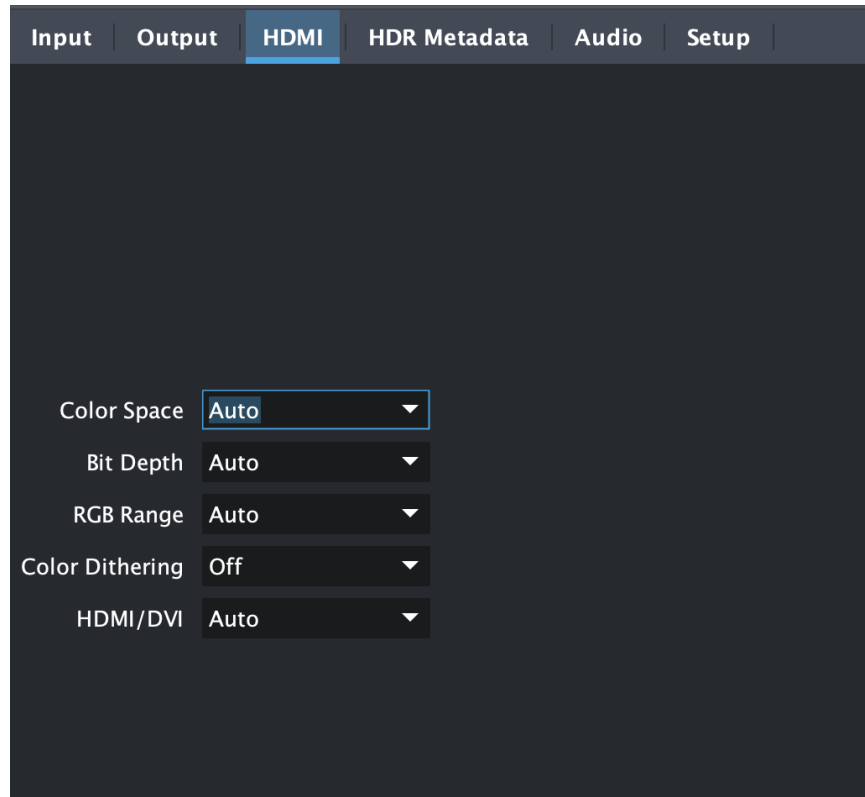 Input Output HDMI HDR Metadata Audio Setup
Color Space Auto
Bit Depth Auto
RGB Range Auto
Color Dithering Off
HDMI/DVI Auto